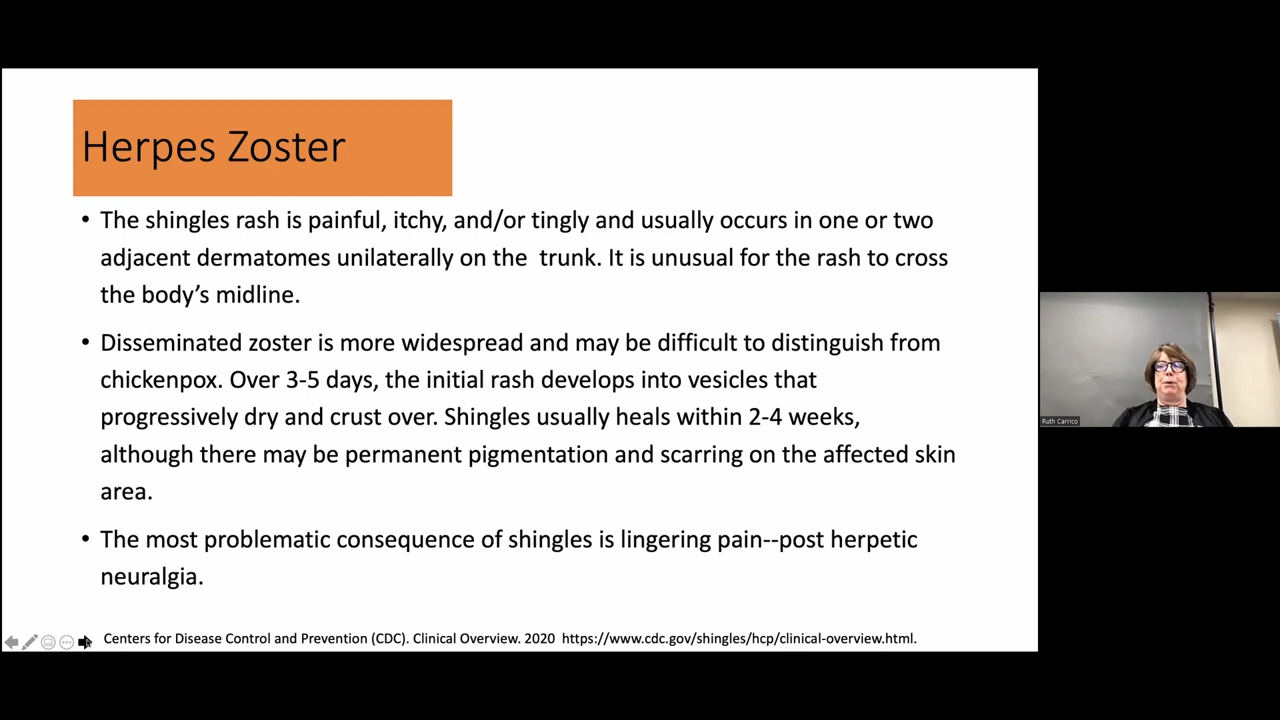 Herpes Zoster
• The shingles rash is painful, itchy, and/or tingly and usually occurs in one or two
adjacent dermatomes unilaterally on the  trunk. It is unusual for the rash to cross
the body’s midline.
• Disseminated zoster is more widespread and may be difficult to distinguish from
chickenpox. Over 3-5 days, the initial rash develops into vesicles that
progressively dry and crust over. Shingles usually heals within 2-4 weeks,
although there may be permanent pigmentation and scarring on the affected skin
area.
• The most problematic consequence of shingles is lingering pain--post herpetic
neuralgia.
Centers for Disease Control and Prevention (CDC). Clinical Overview. 2020  https://www.cdc.gov/shingles/hcp/clinical-overview.html.
Ruth Carrico